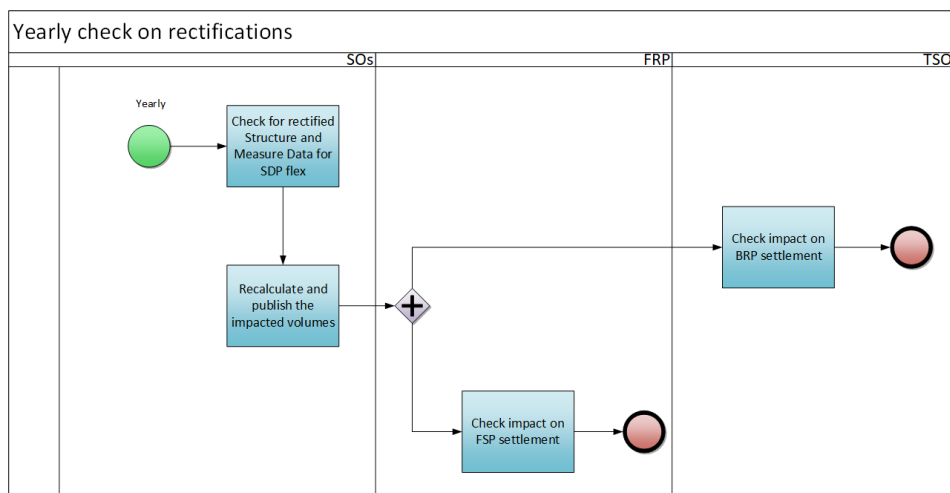 Yearly check on rectifications
SOs
FRP
TSO
Yearly
Check for rectified
Structure and
Measure Data for
SDP flex
Recalculate and
publish the
impacted volumes
Check impact on
BRP settlement
Check impact on
FSP settlement